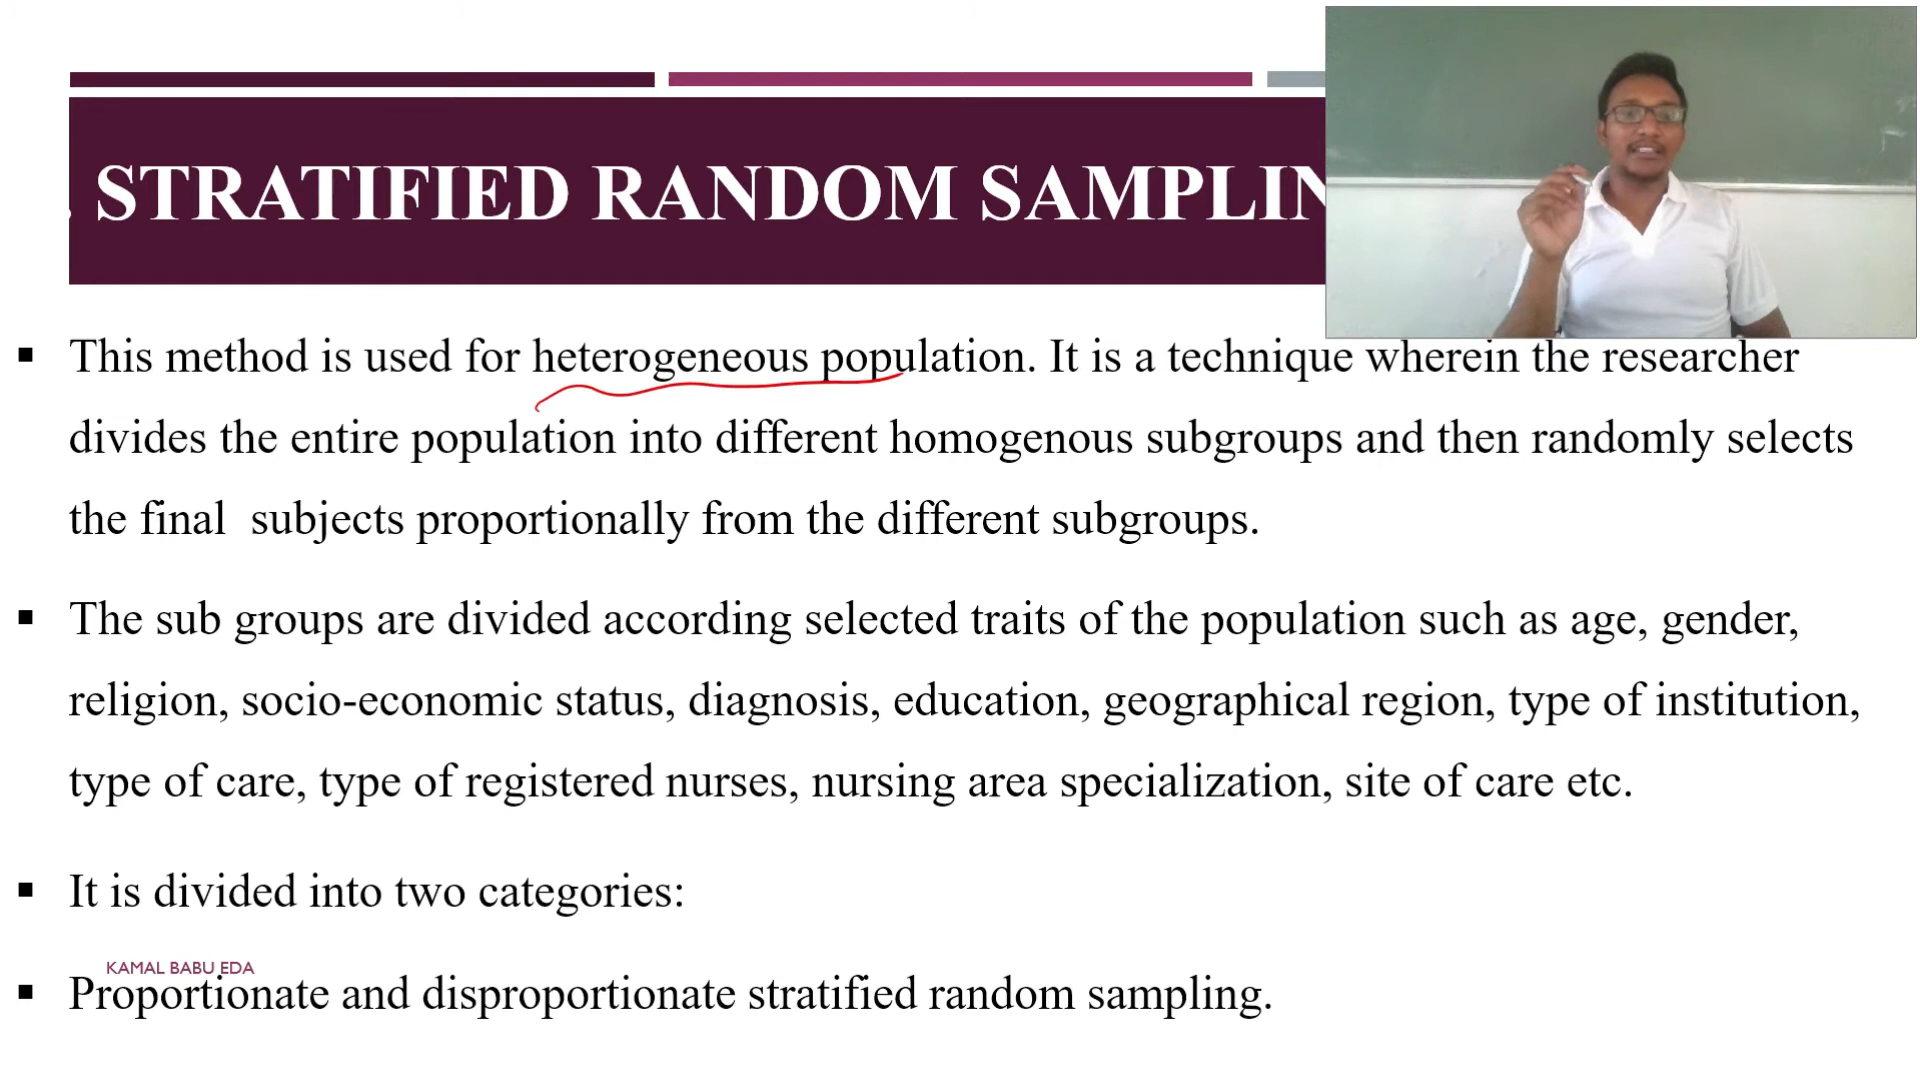 . STRATIFIED RANDOM SAMPLIN
▪ This method is used for heterogeneous population. It is a technique wherein the researcher
divides the entire population into different homogenous subgroups and then randomly selects
the final  subjects proportionally from the different subgroups.
▪ The sub groups are divided according selected traits of the population such as age, gender,
religion, socio-economic status, diagnosis, education, geographical region, type of institution,
type of care, type of registered nurses, nursing area specialization, site of care etc.
▪ It is divided into two categories:
KAMAL BABU EDA
▪ Proportionate and disproportionate stratified random sampling.